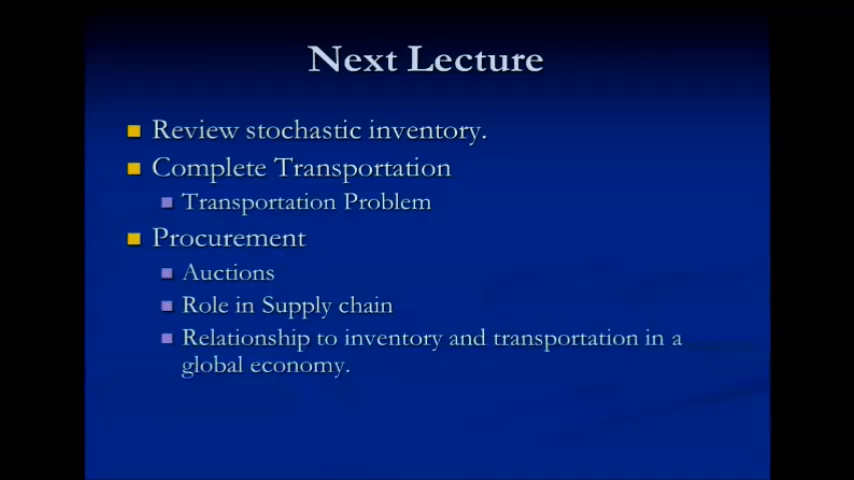 Next Lecture
Review stochastic inventory.
Complete Transportation
Transportation Problem
Procurement
Auctions
Role in Supply chain
Relationship to inventory and transportation in a
global economy.